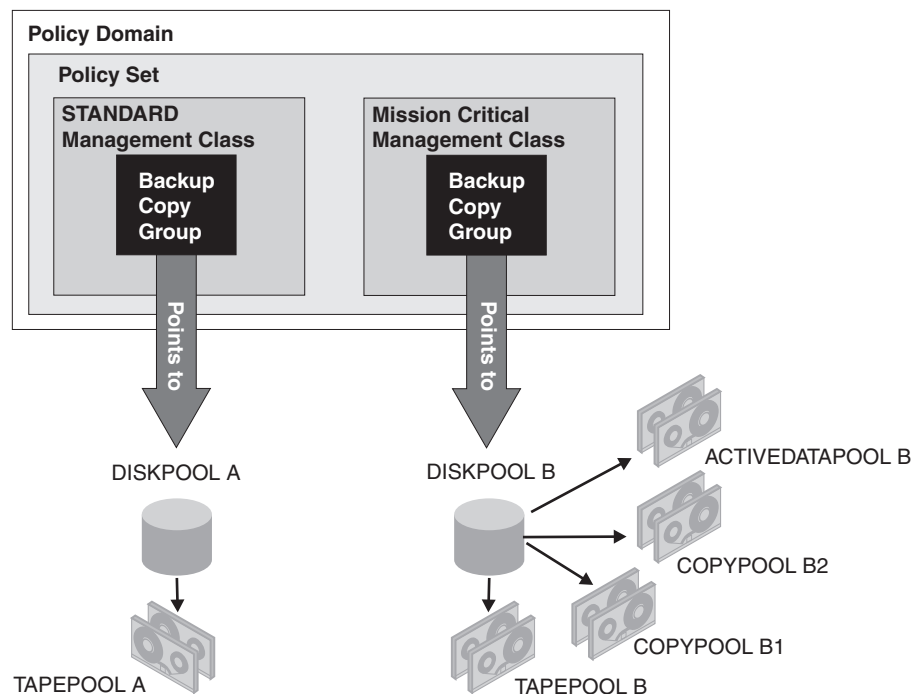 Policy Domain
Policy Set
STANDARD
Management Class
Backup
Copy
Group
Points to
Mission Critical
Management Class
Backup
Copy
Group
Points to
DISKPOOL A
DISKPOOL B
ACTIVEDATAPOOL B
COPYPOOL B2
COPYPOOL B1
TAPEPOOL A
TAPEPOOL B